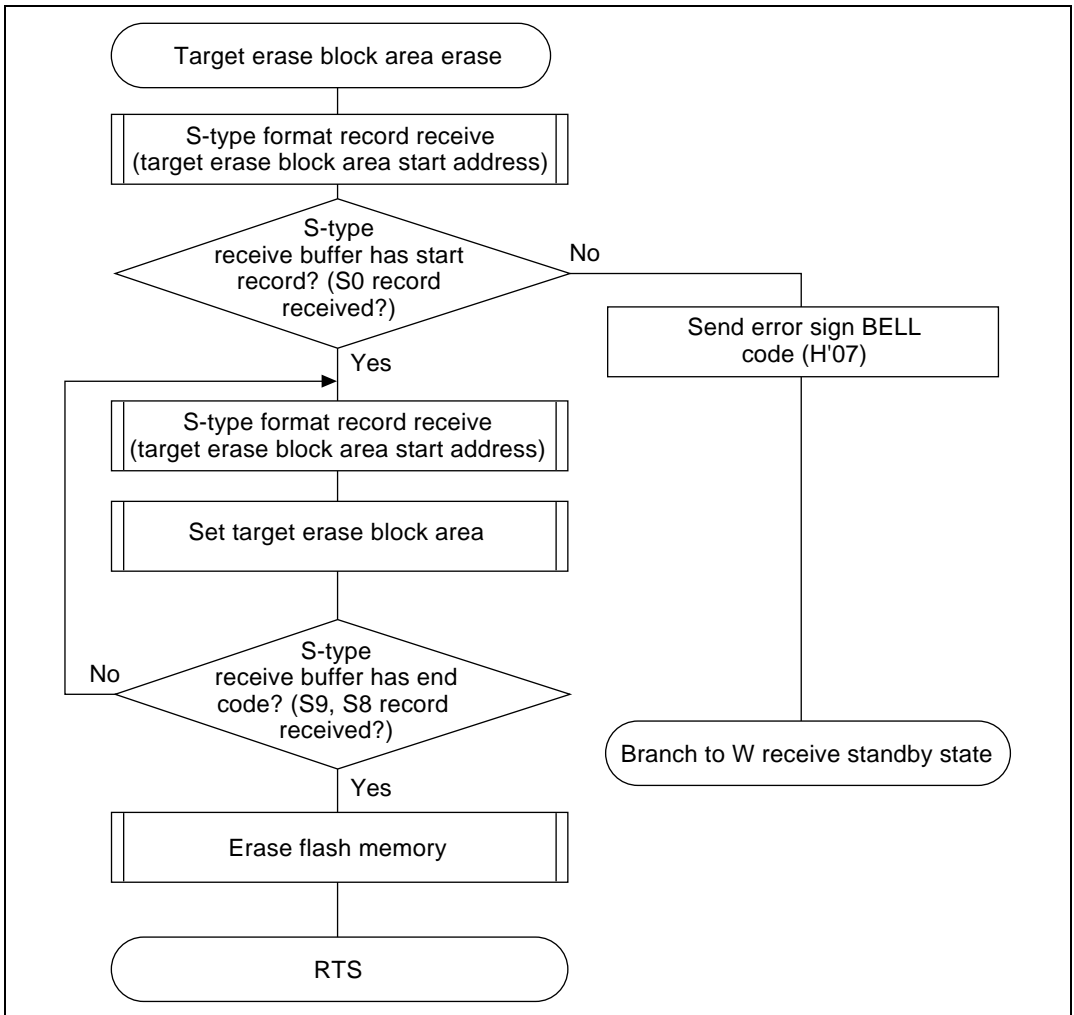 Target erase block area erase
S-type format record receive
(target erase block area start address)
S-type
receive buffer has start
record? (S0 record
received?)
No
Send error sign BELL
code (H'07)
Yes
S-type format record receive
(target erase block area start address)
Set target erase block area
S-type
receive buffer has end
code? (S9, S8 record
received?)
No
Branch to W receive standby state
Yes
Erase flash memory
RTS